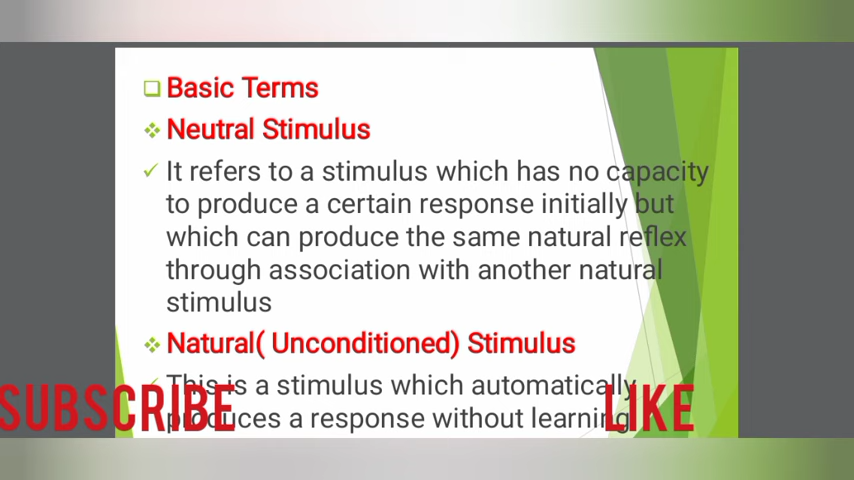 Basic Terms
Neutral Stimulus
It refers to a stimulus which has no capacity
to produce a certain response initially but
which can produce the same natural reflex
through association with another natural
stimulus
Natural( Unconditioned) Stimulus
This is a stimulus which automatically
produces a response without learning
SUBSCRIBE
LIKE